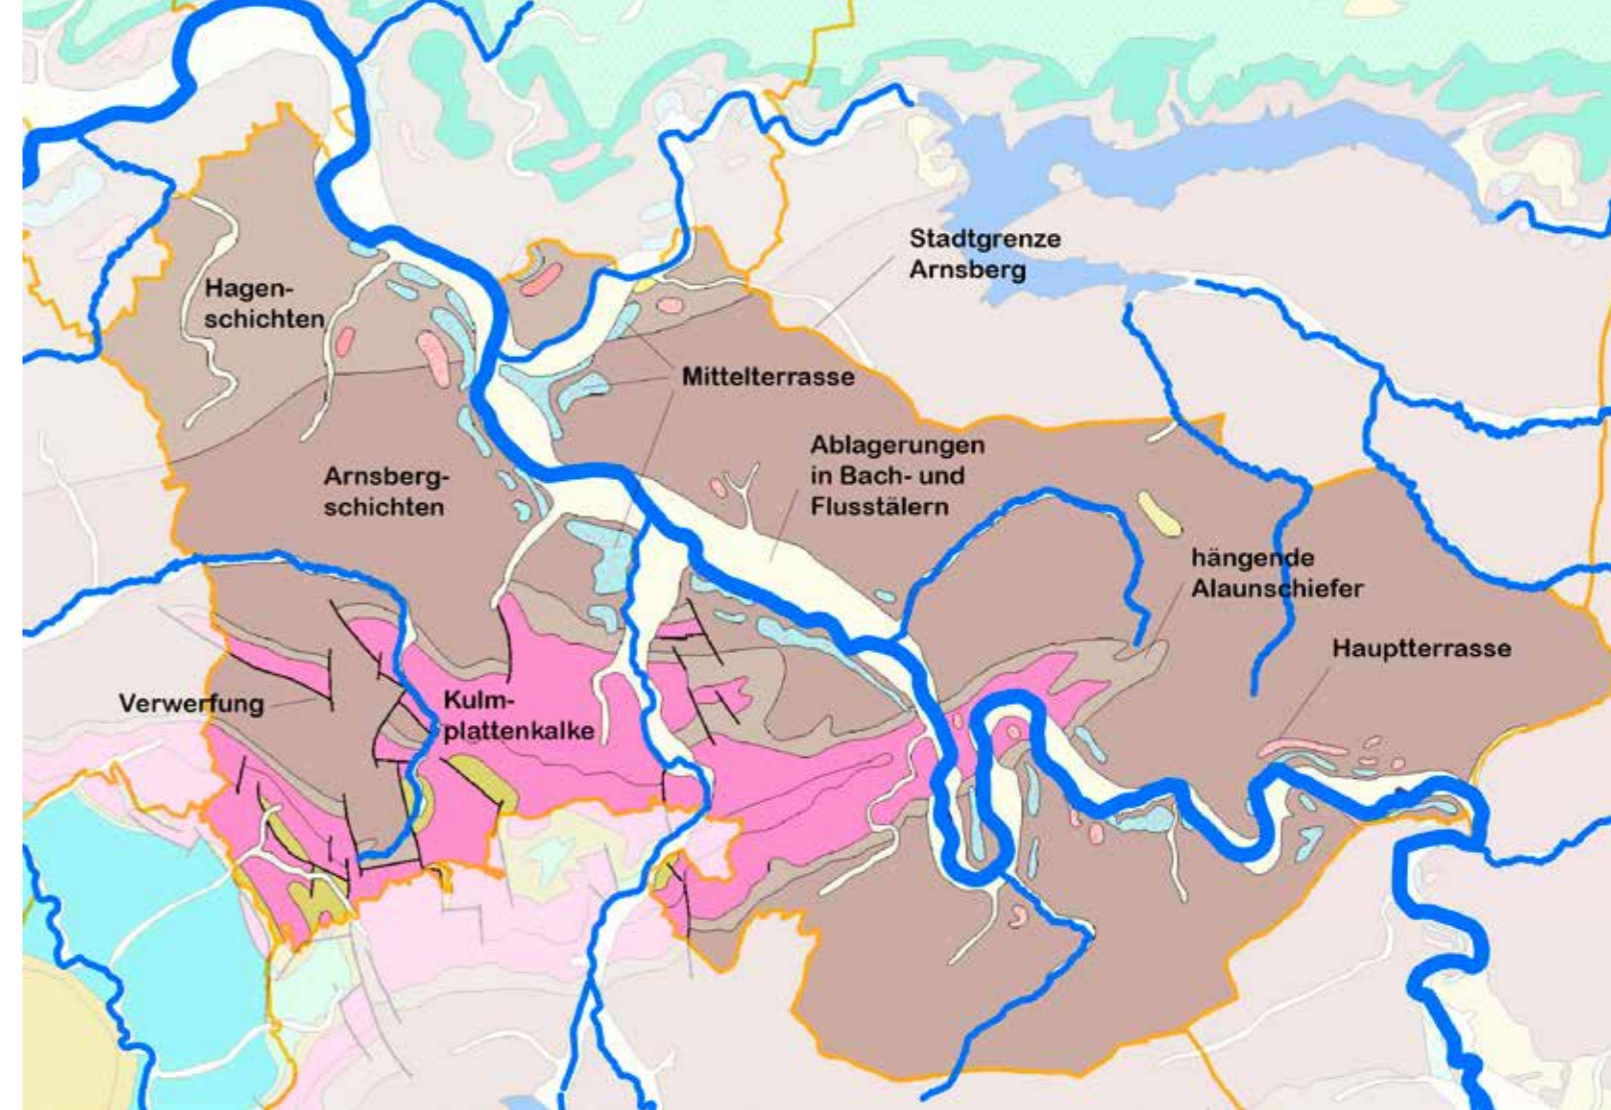 Stadtgrenze
Arnsberg
Hagen-
schichten
Mittelterrasse
Ablagerungen
in Bach- und
Flusstälern
Arnsberg-
schichten
hängende
Alaunschiefer
Hauptterrasse
Verwerfung
Kulm-
plattenkalke